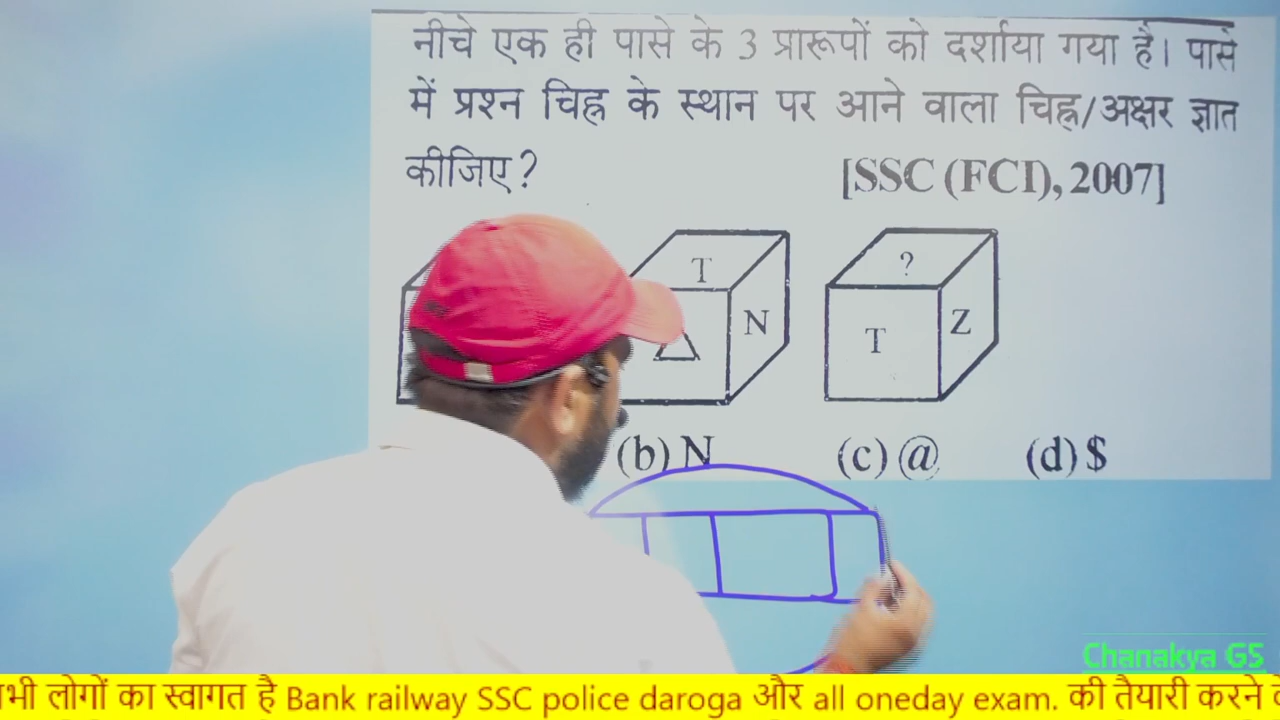 नीचे एक ही पासे के 3 प्रारूपों को दर्शाया गया है। पासे
में प्रश्न चिह्न के स्थान पर आने वाला चिह्न/अक्षर ज्ञात
कीजिए? [SSC (FCI), 2007]
T N ? T Z
(b) N (c) @ (d) $
Chanakya GS
भी लोगों का स्वागत है Bank railway SSC police daroga और all oneday exam. की तैयारी करने